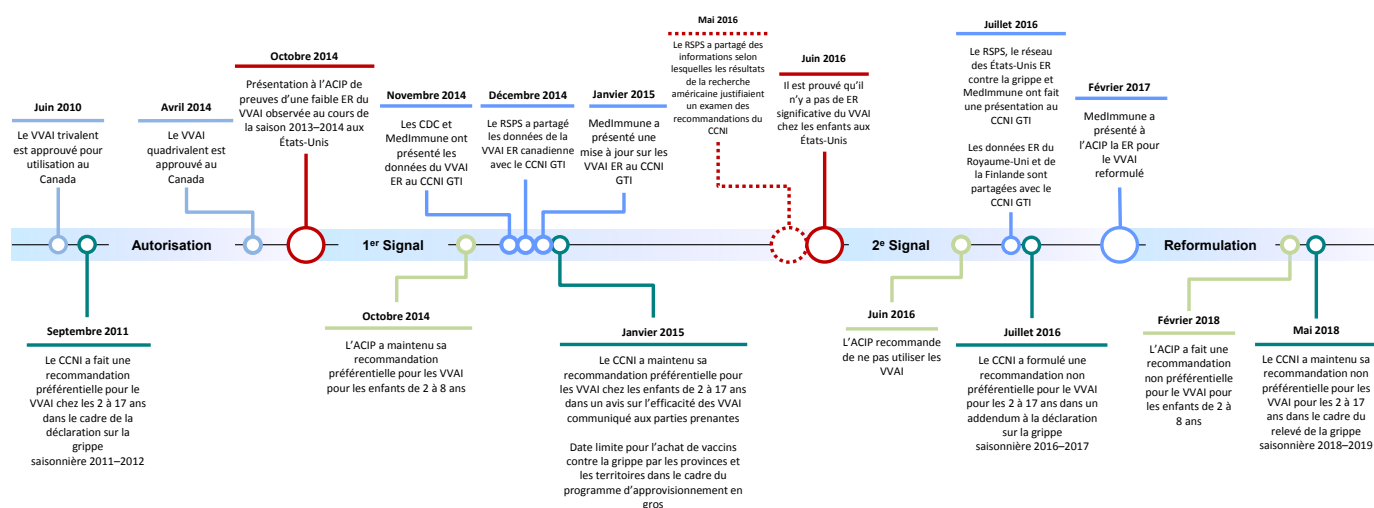 Juin 2010
Le VVAI trivalent
est approuvé pour
utilisation au
Canada
Avril 2014
Le VVAI
quadrivalent est
approuvé au
Canada
Octobre 2014
Présentation à l'ACIP de
preuves d'une faible ER du
VVAI observée au cours de
la saison 2013–2014 aux
États-Unis
Novembre 2014
Les CDC et
MedImmune ont
présenté les
données du VVAI
ER au CCNI GTI
Décembre 2014
Le RSPS a partagé
les données de la
VVAI ER canadienne
avec le CCNI GTI
Janvier 2015
MedImmune a
présenté une
mise à jour sur les
VVAI ER au CCNI
GTI
Mai 2016
Le RSPS a partagé des
informations selon
lesquelles les résultats
de la recherche
américaine justifiaient
un examen des
recommandations du
CCNI
Juin 2016
Il est prouvé qu'il
n'y a pas de ER
significative du VVAI
chez les enfants aux
États-Unis
Juillet 2016
Le RSPS, le réseau
des États-Unis ER
contre la grippe et
MedImmune ont fait
une présentation au
CCNI GTI
Les données ER du
Royaume-Uni et de
la Finlande sont
partagées avec le
CCNI GTI
Février 2017
MedImmune a
présenté à
l'ACIP la ER pour
le VVAI
reformulé
Autorisation
1er Signal
2e Signal
Reformulation
Septembre 2011
Le CCNI a fait une
recommandation
préférentielle pour le
VVAI chez les 2 à 17 ans
dans le cadre de la
déclaration sur la
grippe
saisonnière 2011–2012
Octobre 2014
L'ACIP a maintenu sa
recommandation
préférentielle pour les VVAI
pour les enfants de 2 à 8 ans
Janvier 2015
Le CCNI a maintenu sa
recommandation préférentielle pour
les VVAI chez les enfants de 2 à 17 ans
dans un avis sur l'efficacité des VVAI
communiqué aux parties prenantes
Date limite pour l'achat de vaccins
contre la grippe par les provinces et
les territoires dans le cadre du
programme d'approvisionnement en
gros
Juin 2016
L'ACIP recommande
de ne pas utiliser les
VVAI
Juillet 2016
Le CCNI a formulé une
recommandation non
préférentielle pour le VVAI
pour les 2 à 17 ans dans un
addendum à la déclaration
sur la grippe
saisonnière 2016–2017
Février 2018
L'ACIP a fait une
recommandation
non préférentielle
pour le VVAI pour
les enfants de 2 à
8 ans
Mai 2018
Le CCNI a maintenu sa
recommandation non
préférentielle pour les
VVAI pour les 2 à 17
ans dans le cadre du
relevé de la grippe
saisonnière 2018–2019